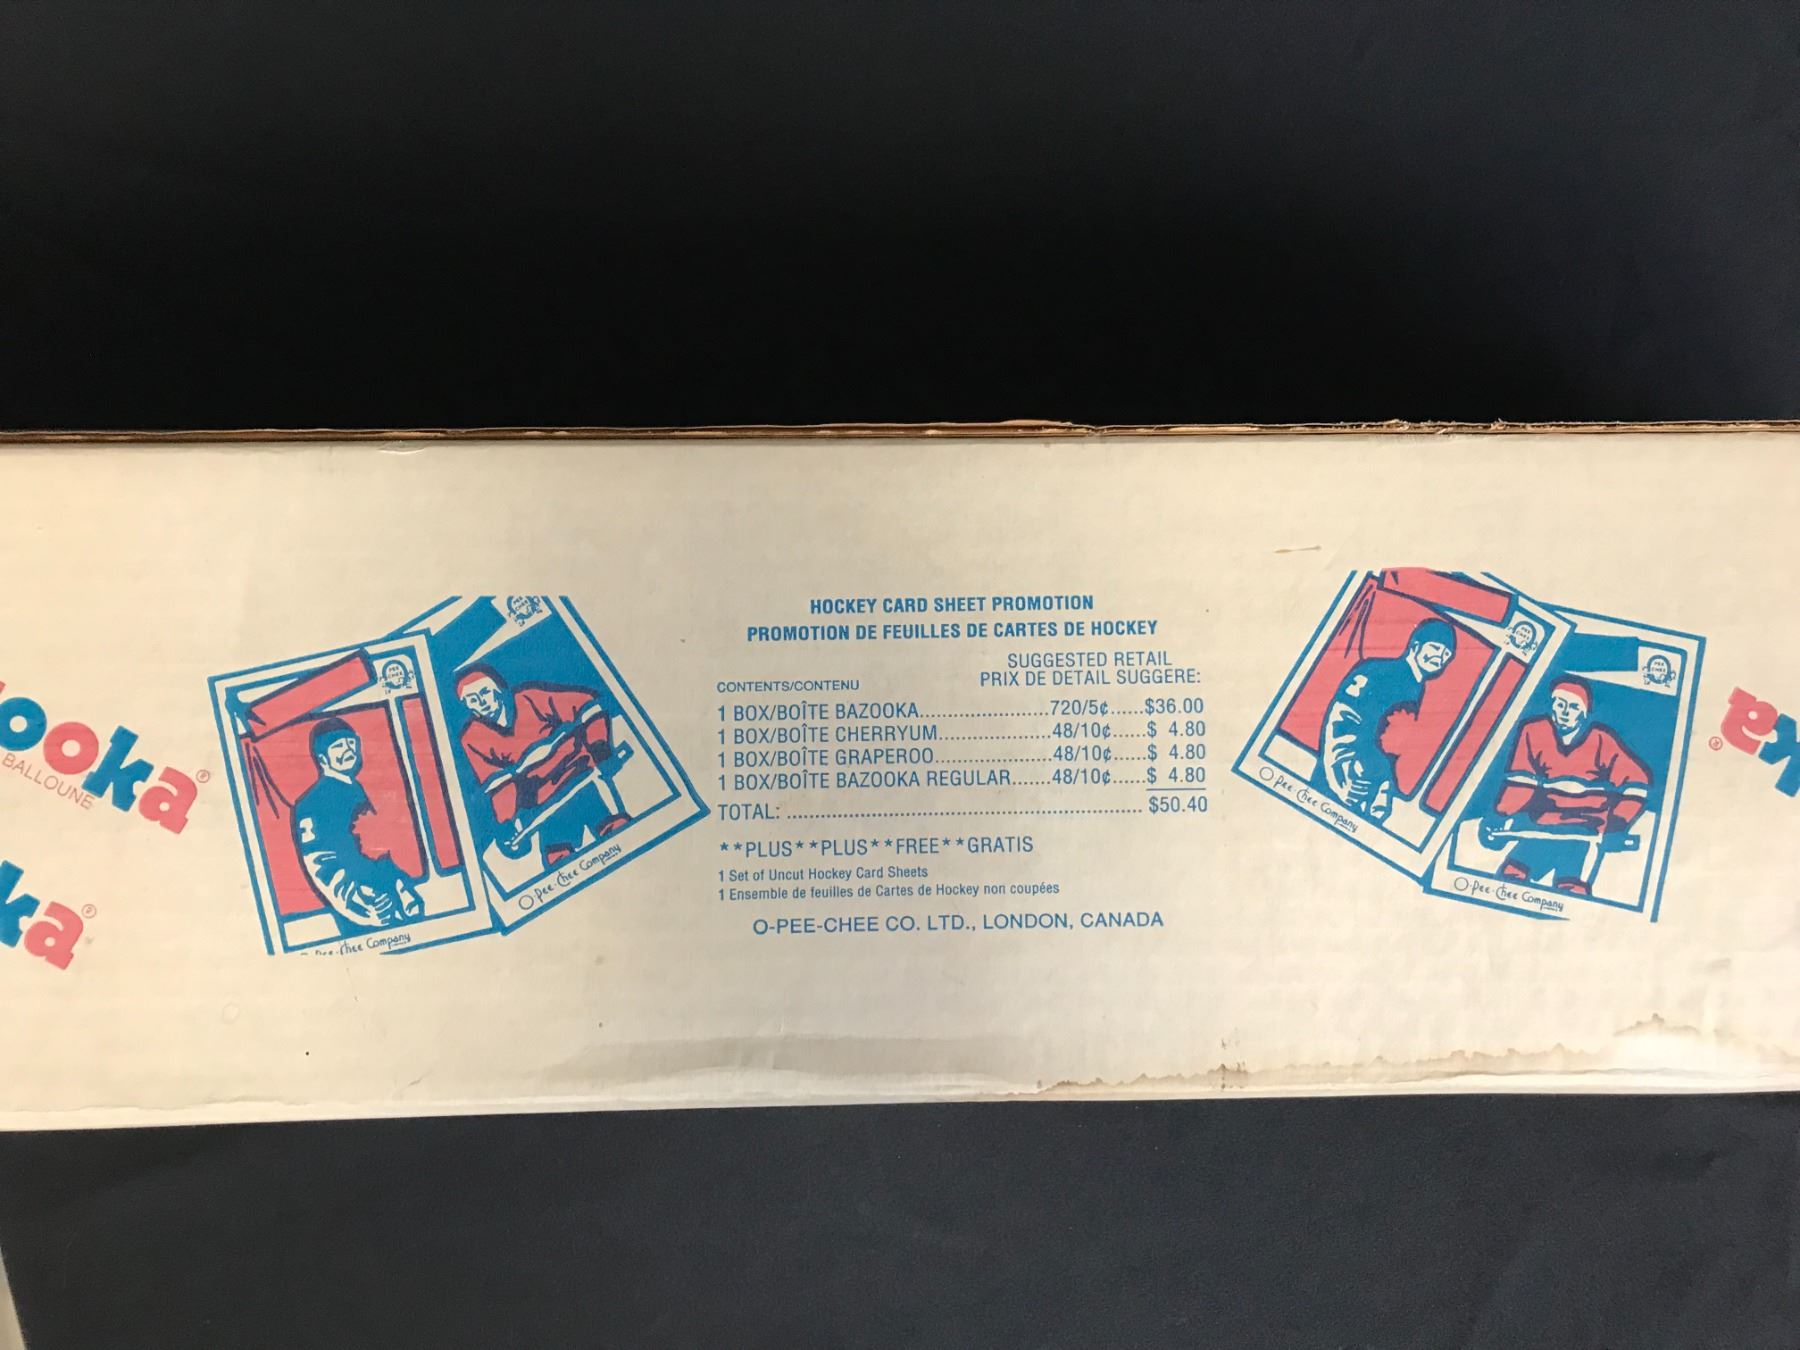 ooka®
BALLOUNE
ka®
O-Pee-Chee Company
O-Pee-Chee Company
HOCKEY CARD SHEET PROMOTION
PROMOTION DE FEUILLES DE CARTES DE HOCKEY
SUGGESTED RETAIL
CONTENTS/CONTENU PRIX DE DETAIL SUGGERE:
1 BOX/BOÎTE BAZOOKA..........................720/5¢......$36.00
1 BOX/BOÎTE CHERRYUM......................48/10¢......$ 4.80
1 BOX/BOÎTE GRAPEROO.......................48/10¢......$ 4.80
1 BOX/BOÎTE BAZOOKA REGULAR.......48/10¢......$ 4.80
TOTAL: ................................................................ $50.40
**PLUS**PLUS**FREE**GRATIS
1 Set of Uncut Hockey Card Sheets
1 Ensemble de feuilles de Cartes de Hockey non coupées
O-PEE-CHEE CO. LTD., LONDON, CANADA
O-Pee-Chee Company
O-Pee-Chee Company
PEE
CHEE
ka®